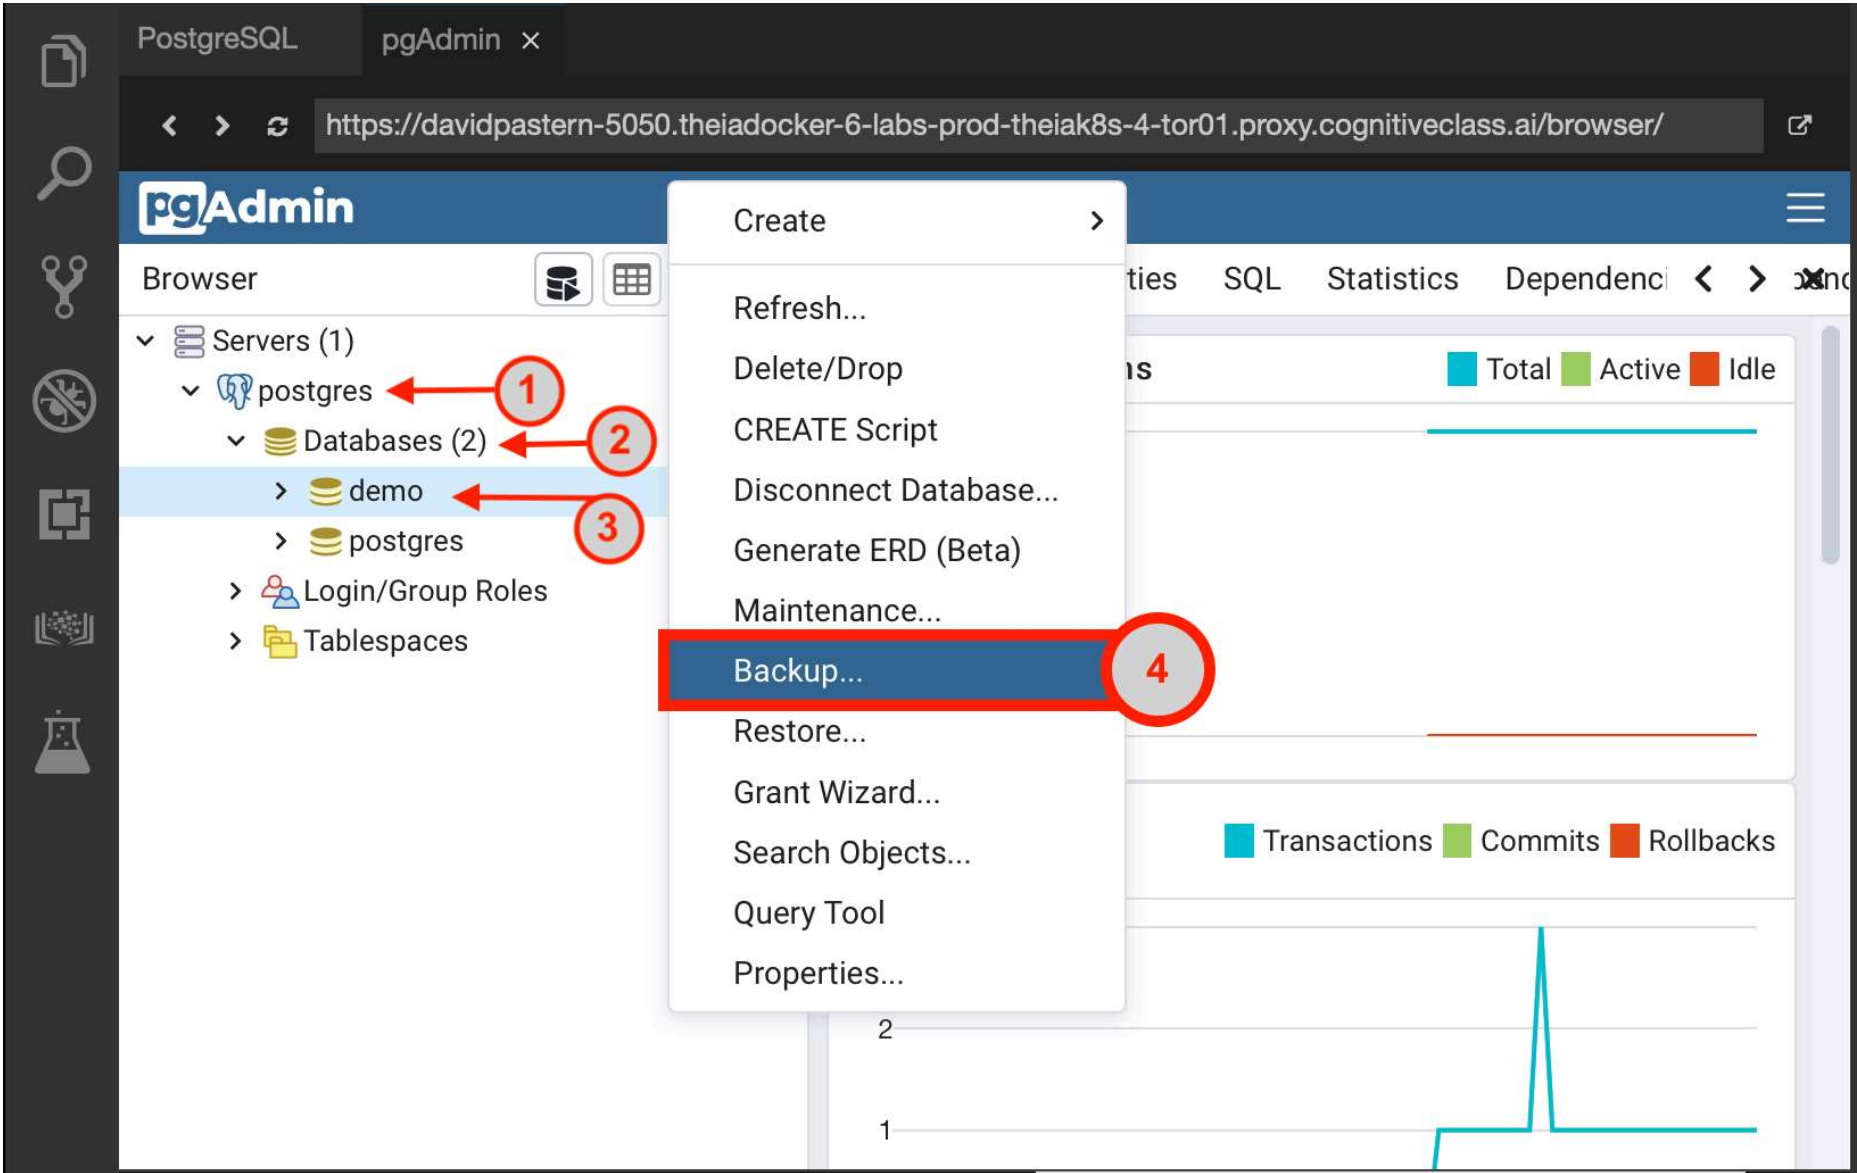 PostgreSQL
pgAdmin
https://davidpastern-5050.theiadocker-6-labs-prod-theiak8s-4-tor01.proxy.cognitiveclass.ai/browser/
pgAdmin
Browser
SQL
Statistics
Servers (1)
postgres
1
Databases (2)
2
demo
3
postgres
Login/Group Roles
Tablespaces
Create
Refresh...
Delete/Drop
CREATE Script
Disconnect Database...
Generate ERD (Beta)
Maintenance...
Backup...
4
Restore...
Grant Wizard...
Search Objects...
Query Tool
Properties...
Total
Active
Idle
Transactions
Commits
Rollbacks
2
1